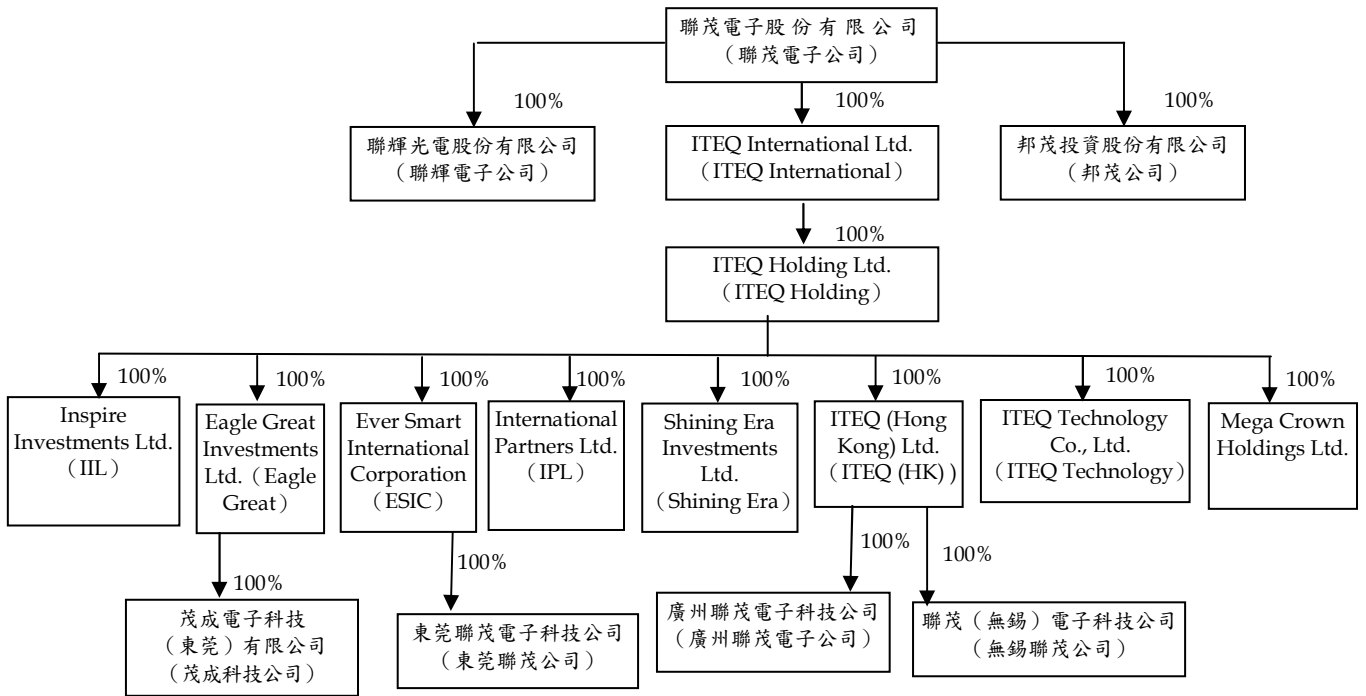 聯茂電子股份有限公司
（聯茂電子公司）
100%
100%
100%
聯輝光電股份有限公司
（聯輝電子公司）
ITEQ International Ltd.
（ITEQ International）
邦茂投資股份有限公司
（邦茂公司）
100%
ITEQ Holding Ltd.
（ITEQ Holding）
100%
100%
100%
100%
100%
100%
100%
100%
Inspire
Investments Ltd.
（IIL）
Eagle Great
Investments
Ltd.（Eagle
Great）
Ever Smart
International
Corporation
（ESIC）
International
Partners Ltd.
（IPL）
Shining Era
Investments
Ltd.
（Shining Era）
ITEQ (Hong
Kong) Ltd.
（ITEQ (HK)）
ITEQ Technology
Co., Ltd.
（ITEQ Technology）
Mega Crown
Holdings Ltd.
100%
100%
100%
100%
茂成電子科技
（東莞）有限公司
（茂成科技公司）
東莞聯茂電子科技公司
（東莞聯茂公司）
廣州聯茂電子科技公司
（廣州聯茂電子公司）
聯茂（無錫）電子科技公司
（無錫聯茂公司）